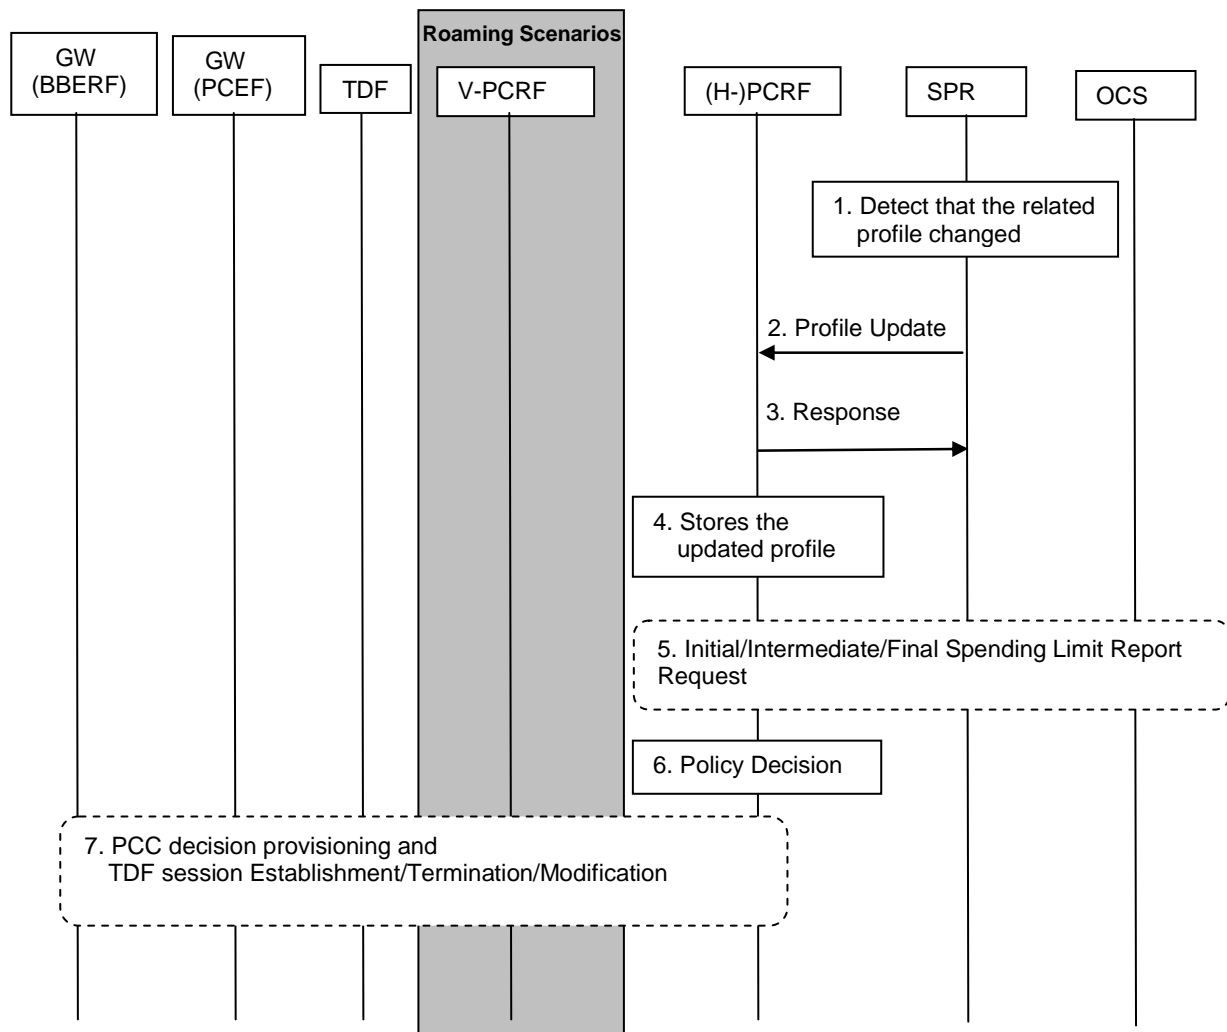 Roaming Scenarios
GW
(BBERF)
GW
(PCEF)
TDF
V-PCRF
(H-)PCRF
SPR
OCS
1. Detect that the related
profile changed
2. Profile Update
3. Response
4. Stores the
updated profile
5. Initial/Intermediate/Final Spending Limit Report
Request
6. Policy Decision
7. PCC decision provisioning and
TDF session Establishment/Termination/Modification